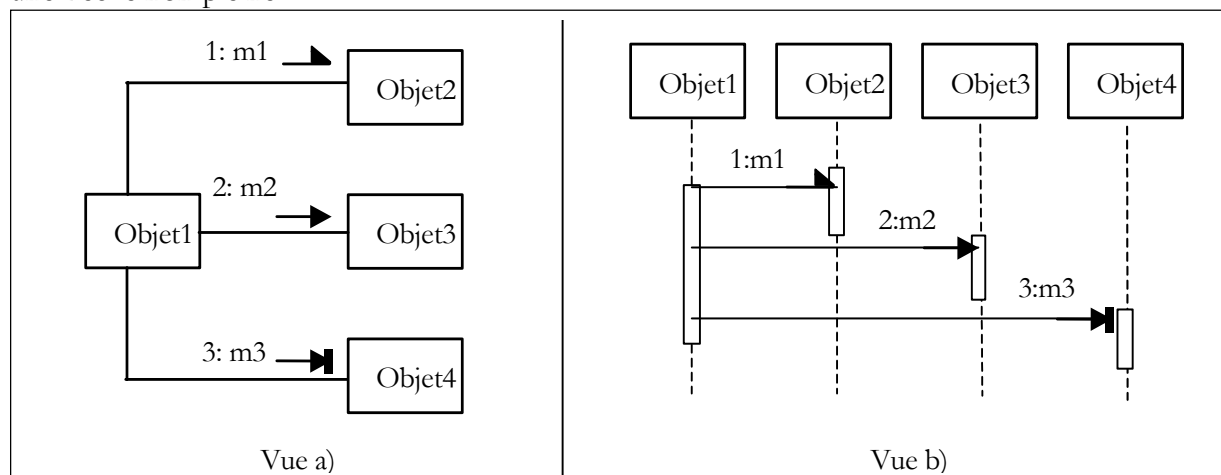 1: m1
Objet2
2: m2
Objet1
Objet3
3: m3
Objet4
Vue a)
Objet1
Objet2
Objet3
Objet4
1:m1
2:m2
3:m3
Vue b)